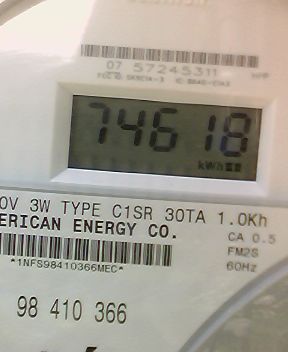 07 57245311
74618
kWh
0V 3W TYPE C1SR 30TA 1.0Kh
ERICAN ENERGY CO.
CA 0.5
FM2S
60Hz
*1NFS98410366MEC*
98 410 366